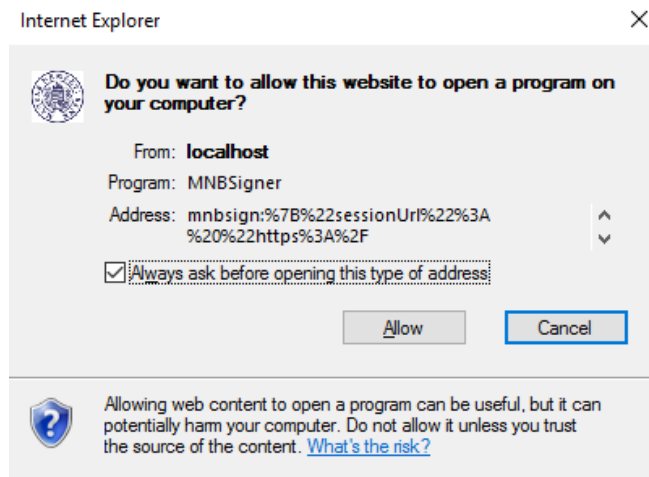 Internet Explorer
Do you want to allow this website to open a program on
your computer?
From: localhost
Program: MNBSigner
Address: mnbsign:%7B%22sessionUrl%22%3A
%20%22https%3A%2F
Always ask before opening this type of address
Allow
Cancel
Allowing web content to open a program can be useful, but it can
potentially harm your computer. Do not allow it unless you trust
the source of the content. What's the risk?